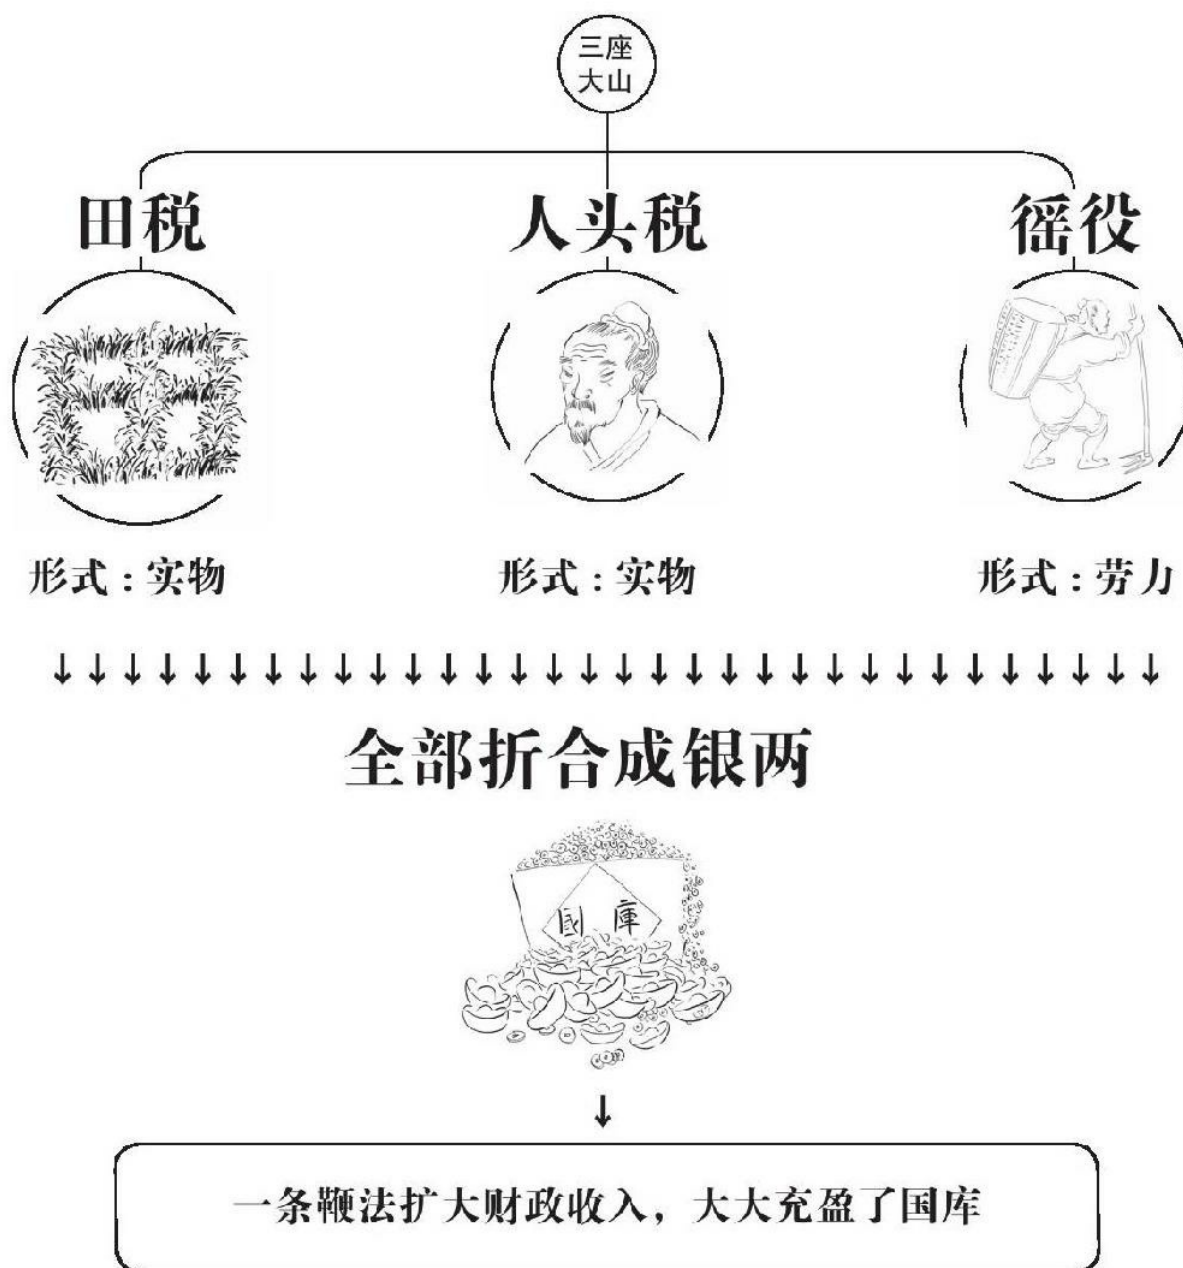 三座
大山
田税
人头税
徭役
形式：实物
形式：实物
形式：劳力
全部折合成银两
國庫
一条鞭法扩大财政收入，大大充盈了国库